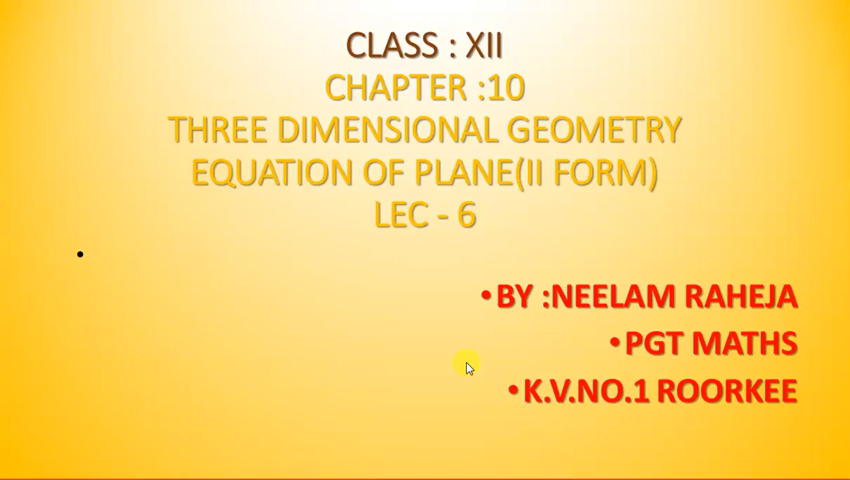 CLASS : XII
CHAPTER :10
THREE DIMENSIONAL GEOMETRY
EQUATION OF PLANE(II FORM)
LEC - 6
•
•BY :NEELAM RAHEJA
•PGT MATHS
•K.V.NO.1 ROORKEE